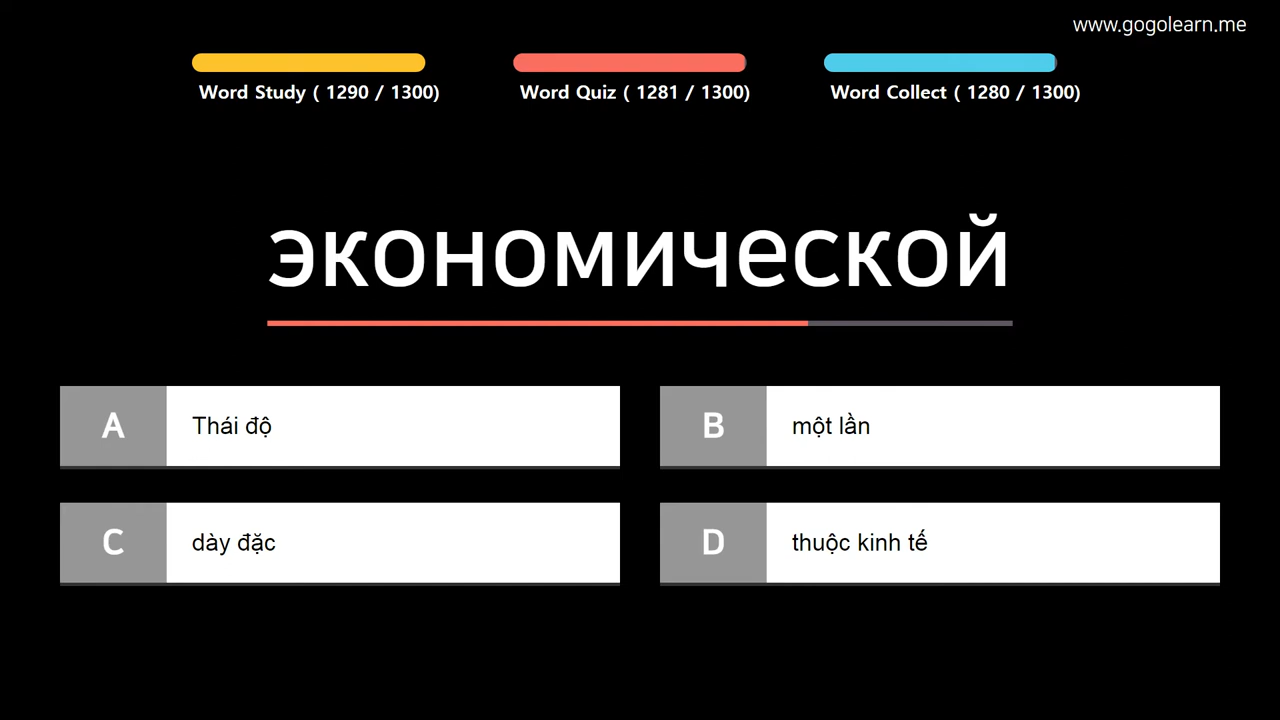 www.gogolearn.me
Word Study ( 1290 / 1300)
Word Quiz ( 1281 / 1300)
Word Collect ( 1280 / 1300)
экономической
A Thái độ
B một lần
C dày đặc
D thuộc kinh tế